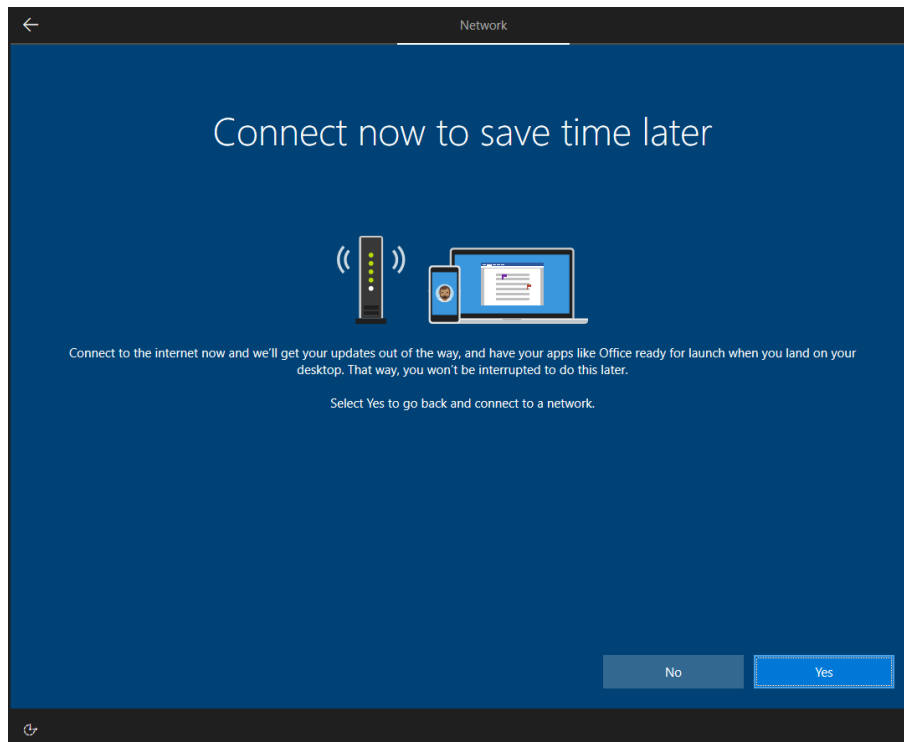 Network
Connect now to save time later
Connect to the internet now and we'll get your updates out of the way, and have your apps like Office ready for launch when you land on your
desktop. That way, you won't be interrupted to do this later.
Select Yes to go back and connect to a network.
No
Yes